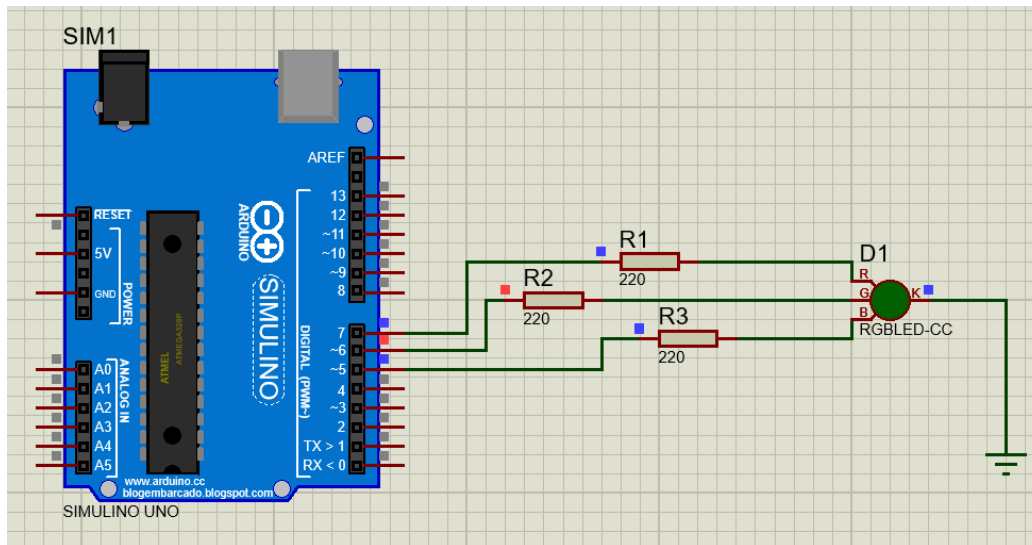 SIM1
AREF
13
12
~11
~10
~9
8
7
~6
~5
4
~3
2
TX > 1
RX < 0
RESET
5V
GND
POWER
A0
A1
A2
A3
A4
A5
ANALOG IN
ATMEL
ATMEGA328P
ARDUINO
SIMULINO
DIGITAL (PWM~)
www.arduino.cc
blogembarcado.blogspot.com
SIMULINO UNO
R1
220
R2
220
R3
220
D1
R
G
B
K
RGBLED-CC